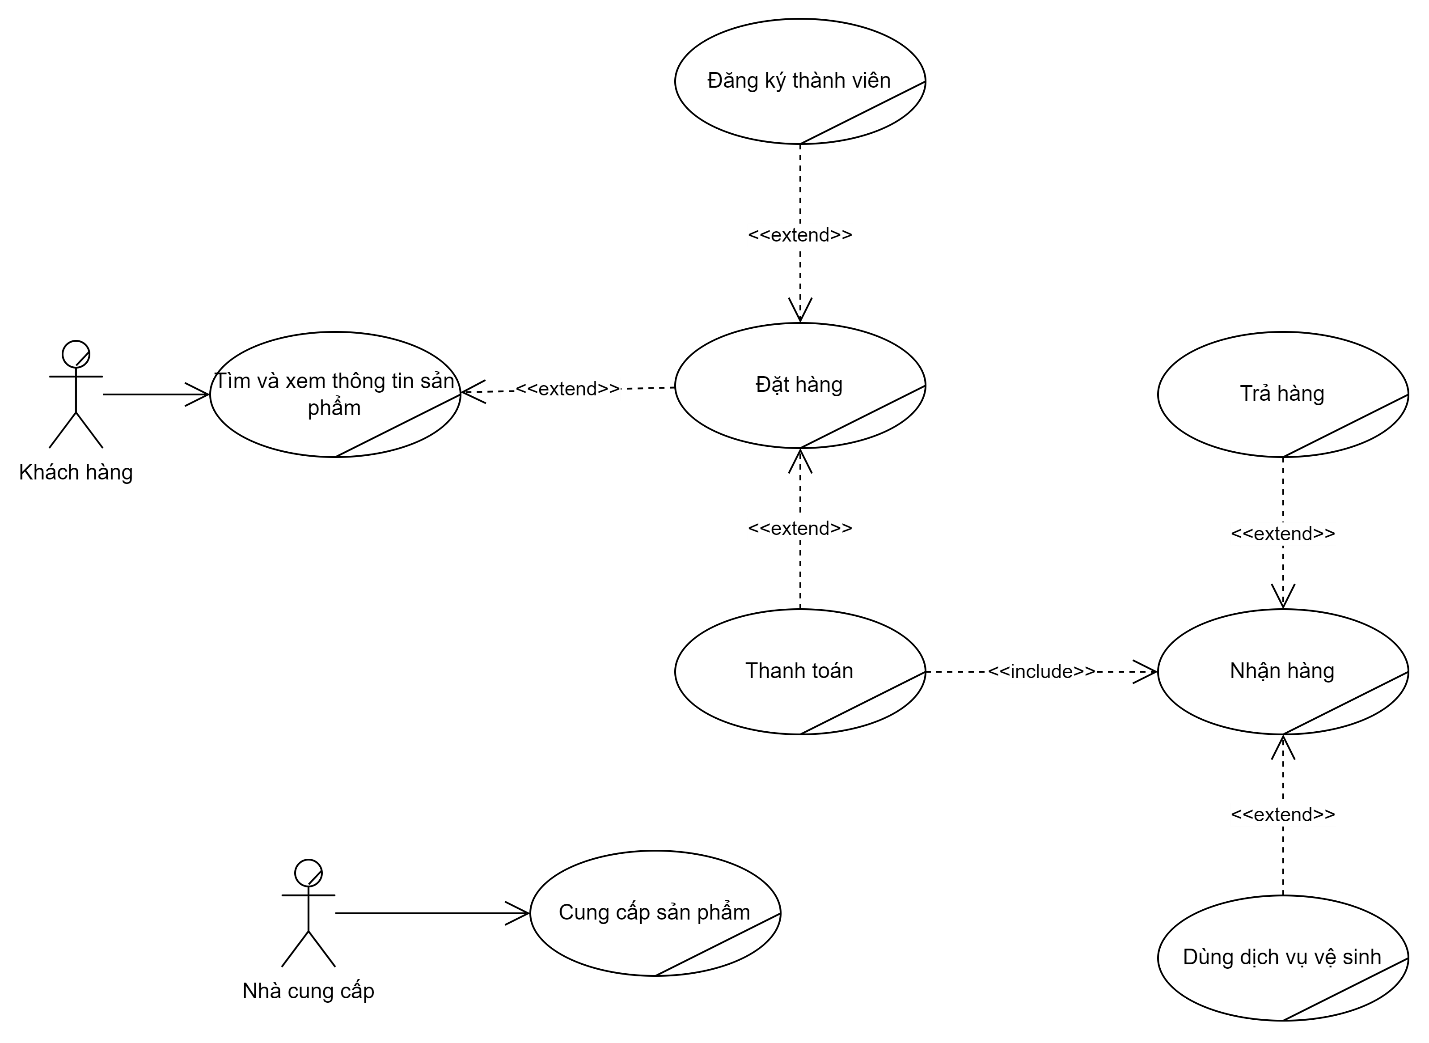 Đăng ký thành viên
<<extend>>
Tìm và xem thông tin sản
phẩm
<<extend>>
Đặt hàng
Trả hàng
Khách hàng
<<extend>>
<<extend>>
Thanh toán
<<include>>
Nhận hàng
<<extend>>
Cung cấp sản phẩm
Nhà cung cấp
Dùng dịch vụ vệ sinh